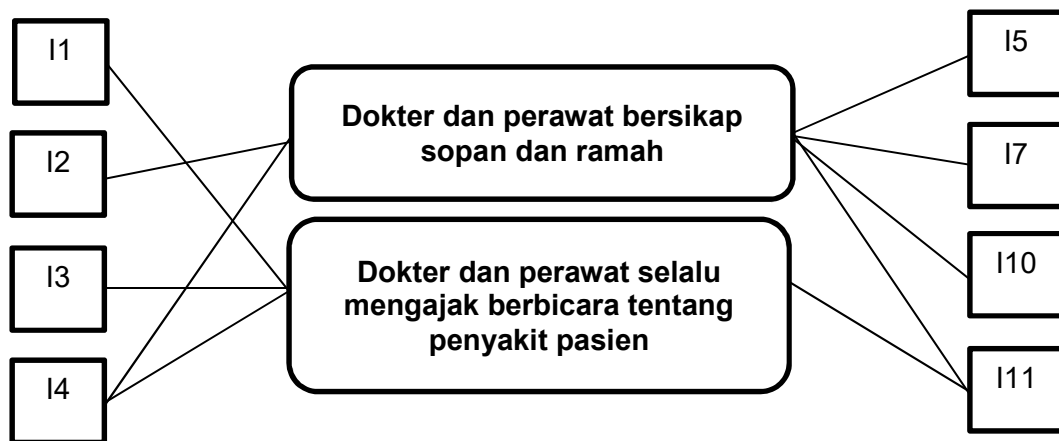 I1
I2
I3
I4
Dokter dan perawat bersikap
sopan dan ramah
Dokter dan perawat selalu
mengajak berbicara tentang
penyakit pasien
I5
I7
I10
I11